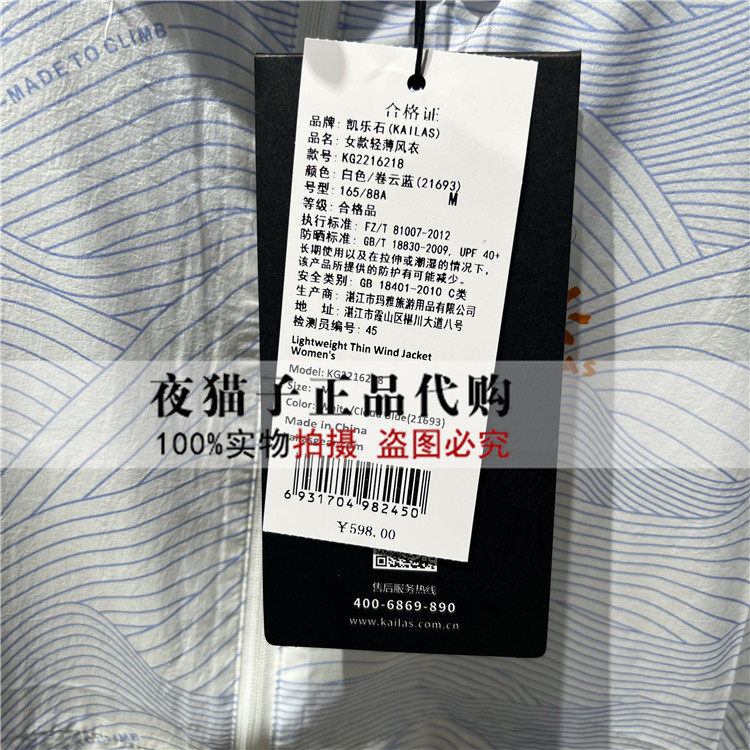 -MADE TO CLIMB-
合格证
品牌: 凯乐石(KAILAS)
品名: 女款轻薄风衣
款号: KG2216218
颜色: 白色/卷云蓝(21693)
号型: 165/88A M
等级: 合格品
执行标准: FZ/T 81007-2012
防晒标准: GB/T 18830-2009, UPF 40+
长期使用以及在拉伸或潮湿的情况下,
该产品所提供的防护有可能减少。
安全类别: GB 18401-2010 C类
生产商: 湛江市玛雅旅游用品有限公司
地 址: 湛江市霞山区椹川大道八号
检测员编号: 45
Lightweight Thin Wind Jacket
Women's
Model: KG2216218
Size: M
Color: White/Cloud Blue(21693)
Made in China
夜猫子正品代购
100%实物拍摄 盗图必究
6 931704 982450
￥598.00
售后服务热线
400-6869-890
www.kailas.com.cn